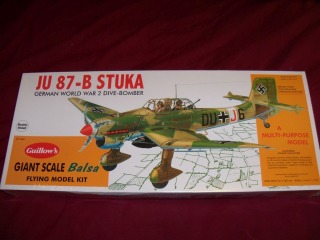 JU 87-B STUKA
GERMAN WORLD WAR 2 DIVE-BOMBER
DU J6
A
MULTI-PURPOSE
MODEL
Guillow's
GIANT SCALE Balsa
FLYING MODEL KIT